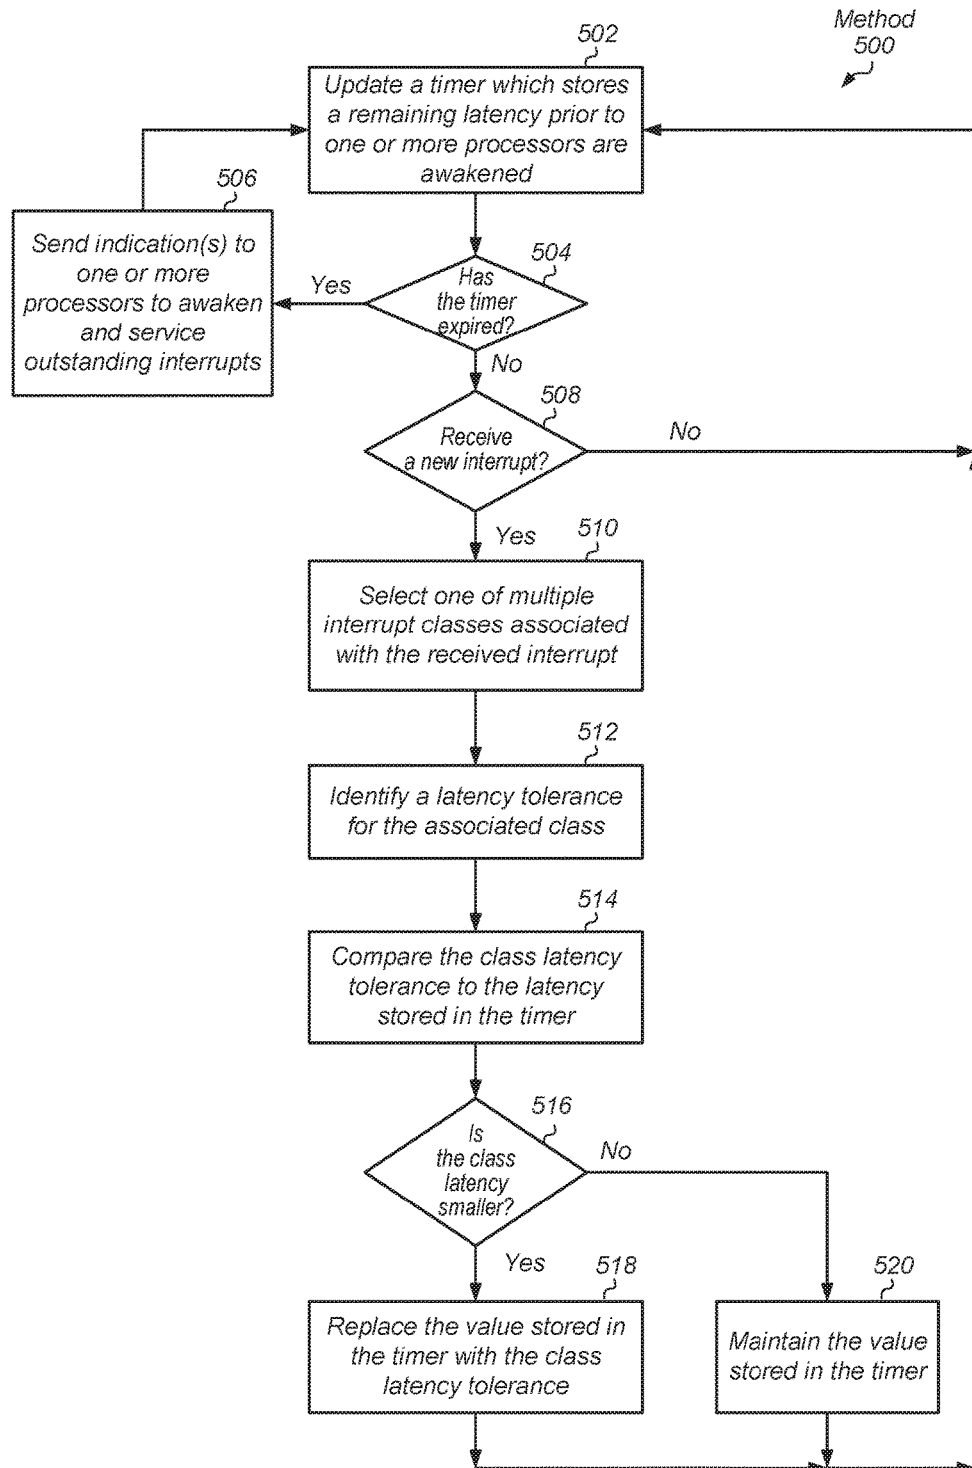 Method
500
502
Update a timer which stores
a remaining latency prior to
one or more processors are
awakened
506
Send indication(s) to
one or more
processors to awaken
and service
outstanding interrupts
Yes
504
Has
the timer
expired?
No
508
Receive
a new interrupt?
No
Yes
510
Select one of multiple
interrupt classes associated
with the received interrupt
512
Identify a latency tolerance
for the associated class
514
Compare the class latency
tolerance to the latency
stored in the timer
516
Is
the class
latency
smaller?
No
Yes
518
Replace the value stored in
the timer with the class
latency tolerance
520
Maintain the value
stored in the timer